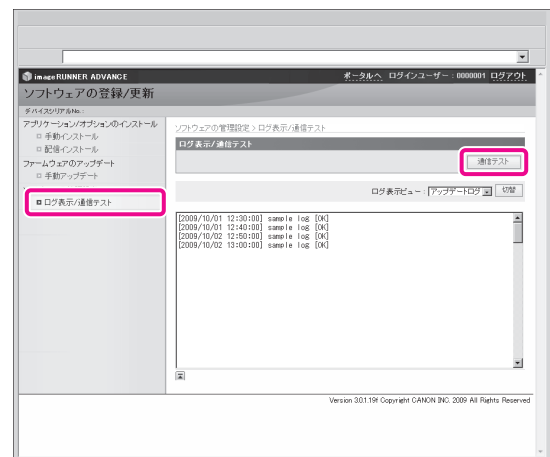 imageRUNNER ADVANCE
ポータルへ ログインユーザー : 0000001 ログアウト
ソフトウェアの登録/更新
デバイスシリアルNo. :
アプリケーション/オプションのインストール
手動インストール
配信インストール
ファームウェアのアップデート
手動アップデート
ログ表示/通信テスト
ソフトウェアの管理設定 > ログ表示/通信テスト
ログ表示/通信テスト
通信テスト
ログ表示ビュー : アップデートログ 切替
[2009/10/01 12:30:00] sample log [OK]
[2009/10/01 12:40:00] sample log [OK]
[2009/10/02 12:50:00] sample log [OK]
[2009/10/02 13:00:00] sample log [OK]
Version 3.0.1.19f Copyright CANON INC. 2009 All Rights Reserved